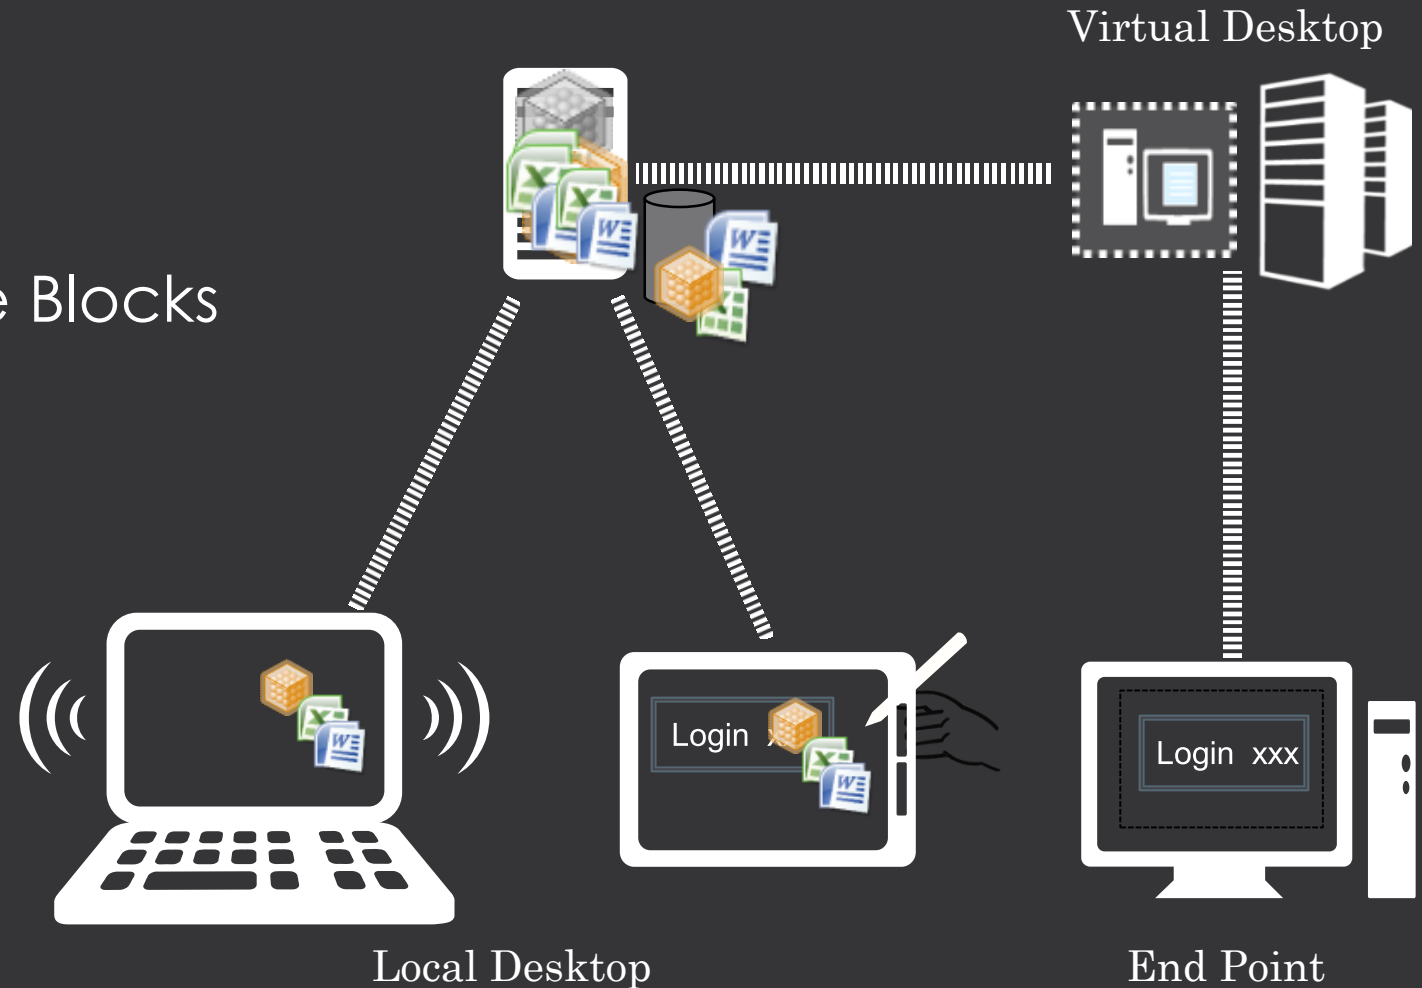 Virtual Desktop
Blocks
Login
Login xxx
Local Desktop
End Point